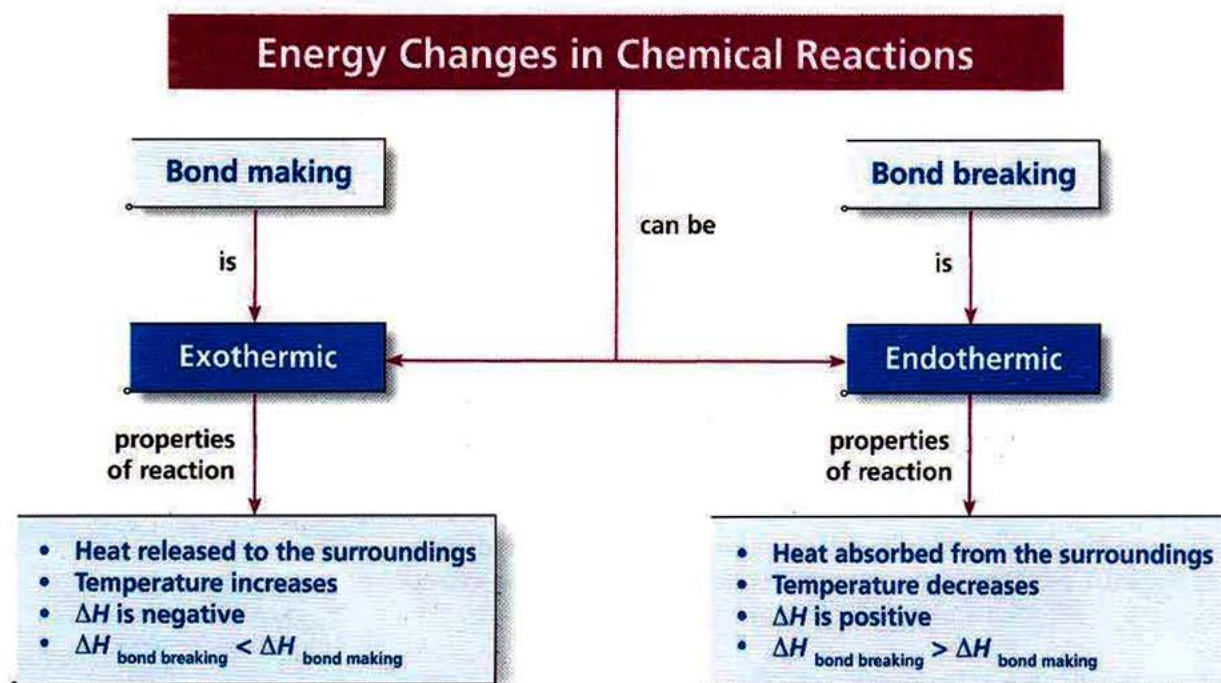 Energy Changes in Chemical Reactions
Bond making
Bond breaking
can be
is
is
Exothermic
Endothermic
properties
of reaction
properties
of reaction
• Heat released to the surroundings
• Temperature increases
• ΔH is negative
• ΔH bond breaking < ΔH bond making
• Heat absorbed from the surroundings
• Temperature decreases
• ΔH is positive
• ΔH bond breaking > ΔH bond making